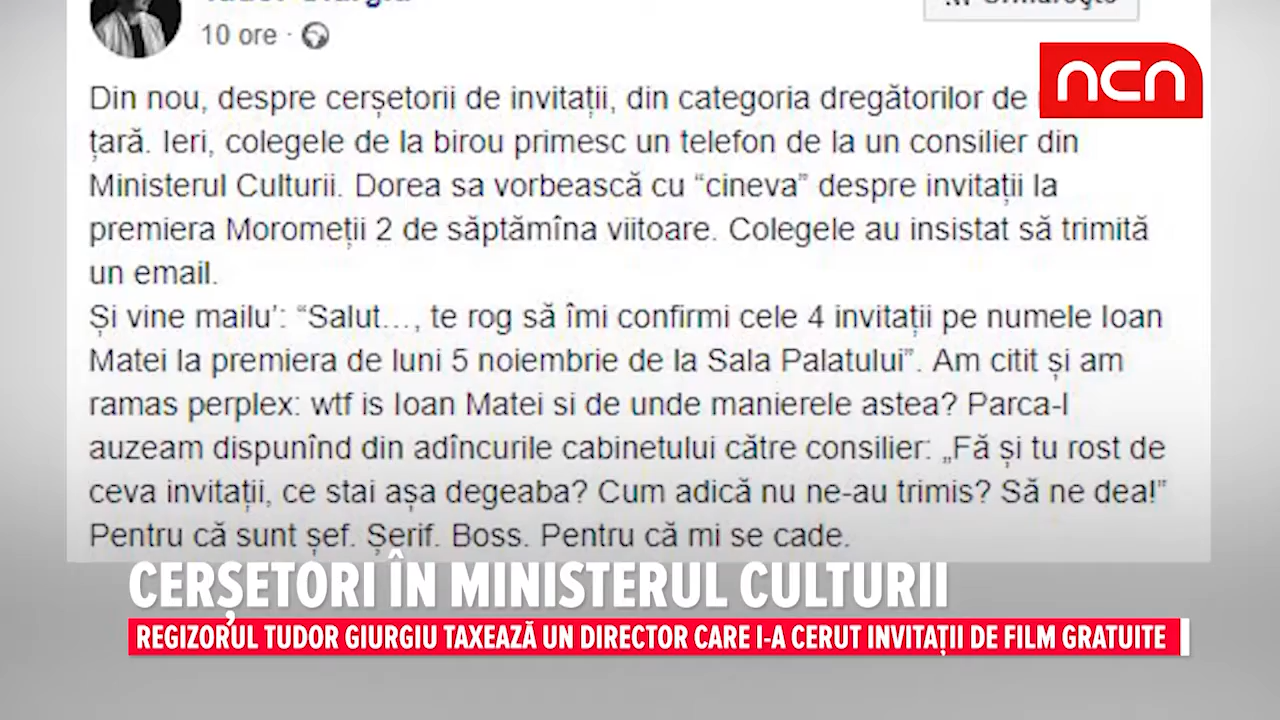 10 ore ·
ncn
Din nou, despre cerșetorii de invitații, din categoria dregătorilor de
țară. Ieri, colegele de la birou primesc un telefon de la un consilier din
Ministerul Culturii. Dorea sa vorbească cu “cineva” despre invitații la
premiera Moromeții 2 de săptămîna viitoare. Colegele au insistat să trimită
un email.
Și vine mailu’: “Salut…, te rog să îmi confirmi cele 4 invitații pe numele Ioan
Matei la premiera de luni 5 noiembrie de la Sala Palatului”. Am citit și am
ramas perplex: wtf is Ioan Matei si de unde manierele astea? Parca-l
auzeam dispunînd din adîncurile cabinetului către consilier: „Fă și tu rost de
ceva invitații, ce stai așa degeaba? Cum adică nu ne-au trimis? Să ne dea!”
Pentru că sunt șef. Șerif. Boss. Pentru că mi se cade.
CERȘETORI ÎN MINISTERUL CULTURII
REGIZORUL TUDOR GIURGIU TAXEAZĂ UN DIRECTOR CARE I-A CERUT INVITAȚII DE FILM GRATUITE